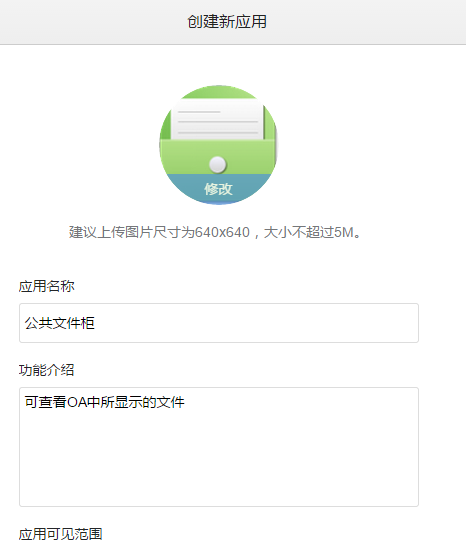 创建新应用
修改
建议上传图片尺寸为640x640，大小不超过5M。
应用名称
公共文件柜
功能介绍
可查看OA中所显示的文件
应用可见范围